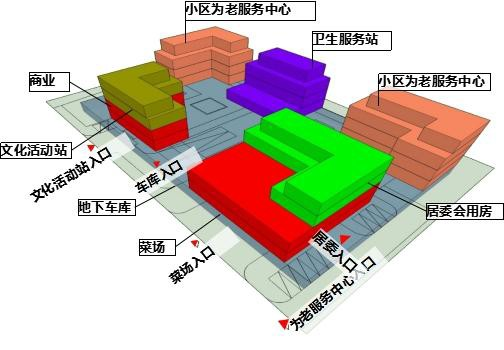 小区为老服务中心
卫生服务站
商业
小区为老服务中心
文化活动站
文化活动站入口
车库入口
地下车库
居委会用房
菜场
居委入口
菜场入口
为老服务中心入口